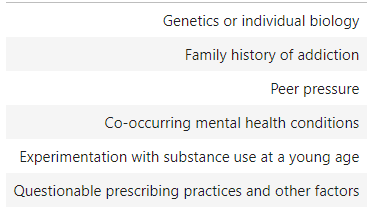 Genetics or individual biology
Family history of addiction
Peer pressure
Co-occurring mental health conditions
Experimentation with substance use at a young age
Questionable prescribing practices and other factors